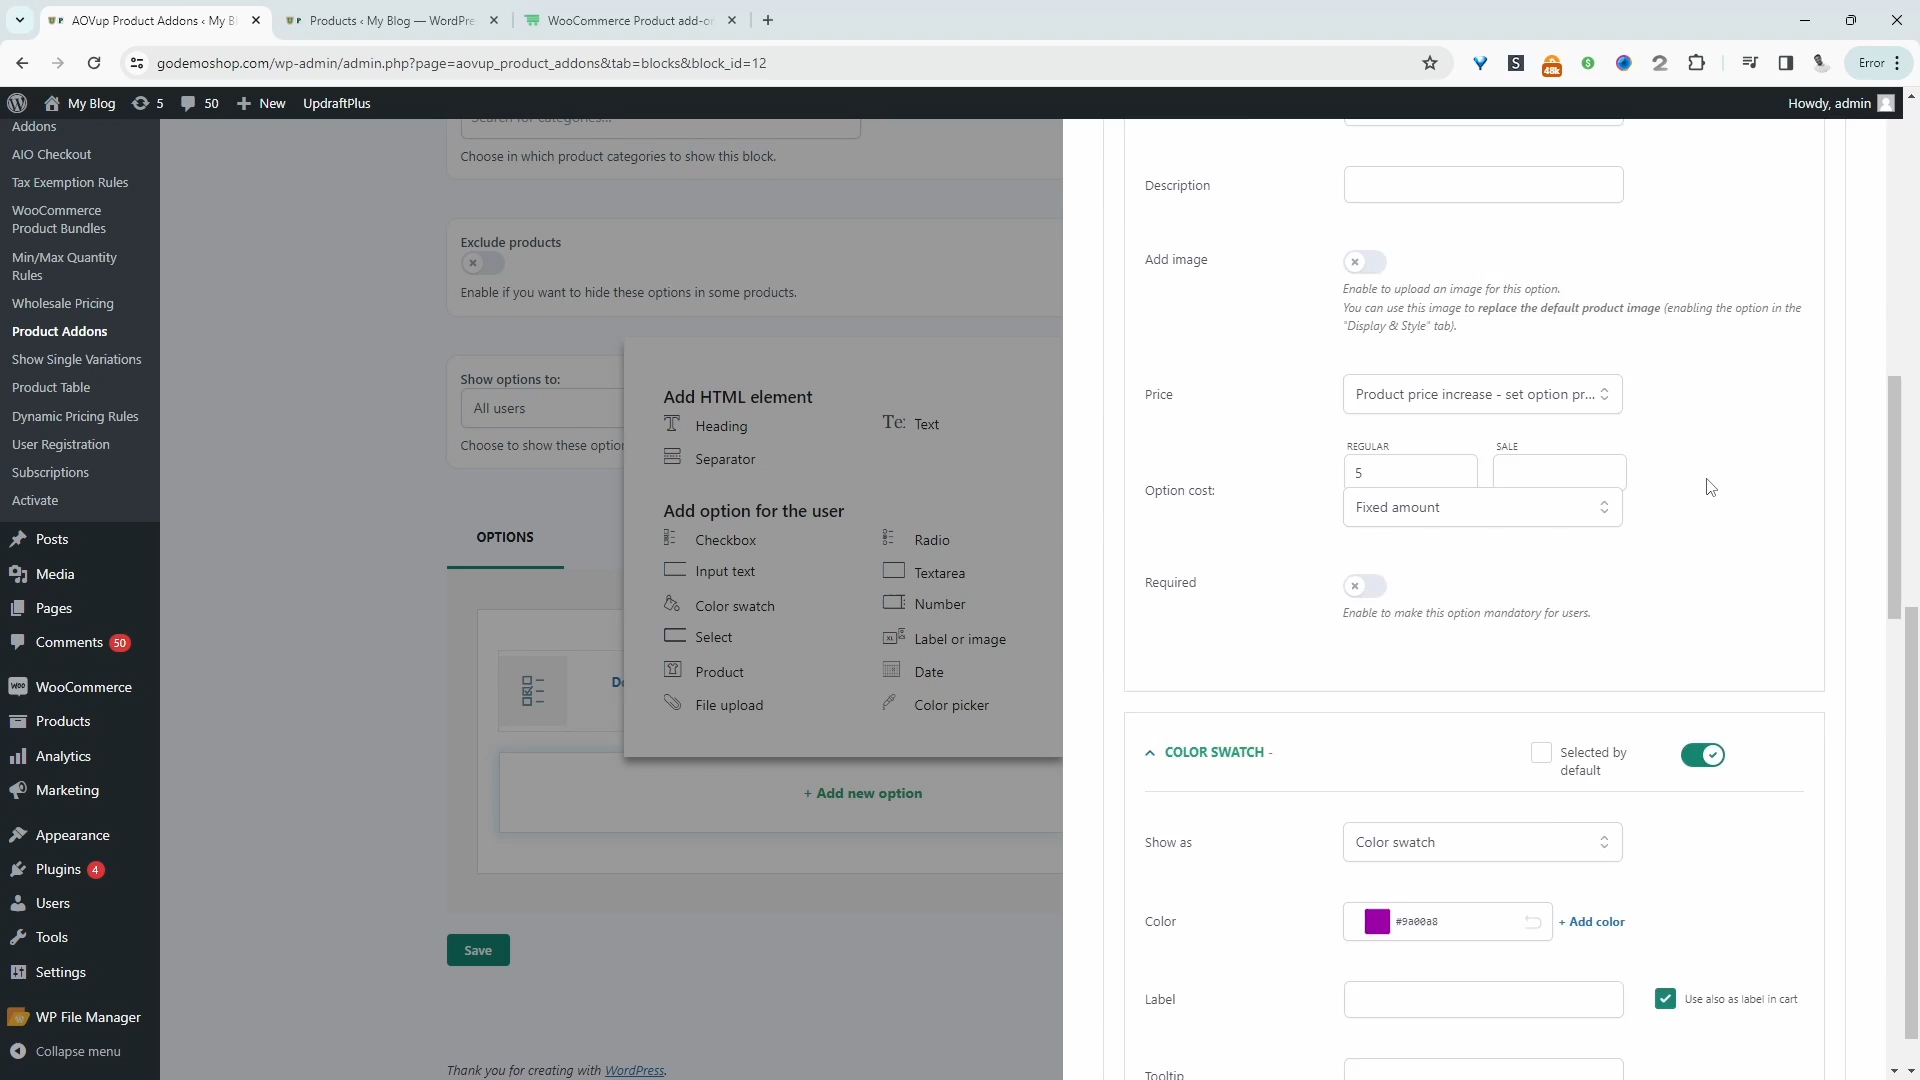 AOVup Product Addons ‹ My B
Products ‹ My Blog — WordPre
WooCommerce Product add-o
godemoshop.com/wp-admin/admin.php?page=aovup_product_addons&tab=blocks&block_id=12
48k
Error
My Blog
5
50
New
UpdraftPlus
Howdy, admin
Addons
AIO Checkout
Tax Exemption Rules
WooCommerce
Product Bundles
Min/Max Quantity
Rules
Wholesale Pricing
Product Addons
Show Single Variations
Product Table
Dynamic Pricing Rules
User Registration
Subscriptions
Activate
Posts
Media
Pages
Comments 50
WooCommerce
Products
Analytics
Marketing
Appearance
Plugins 4
Users
Tools
Settings
WP File Manager
Collapse menu
Search for categories...
Choose in which product categories to show this block.
Exclude products
Enable if you want to hide these options in some products.
Show options to:
All users
Choose to show these option
OPTIONS
+ Add new option
Save
Thank you for creating with WordPress.
Add HTML element
Heading
Text
Separator
Add option for the user
Checkbox
Radio
Input text
Textarea
Color swatch
Number
Select
Label or image
Product
Date
File upload
Color picker
Description
Add image
Enable to upload an image for this option.
You can use this image to replace the default product image (enabling the option in the
"Display & Style" tab).
Price
Product price increase - set option pr...
REGULAR
SALE
Option cost:
5
Fixed amount
Required
Enable to make this option mandatory for users.
COLOR SWATCH -
Selected by
default
Show as
Color swatch
Color
#9a00a8
+ Add color
Label
Use also as label in cart
Tooltip